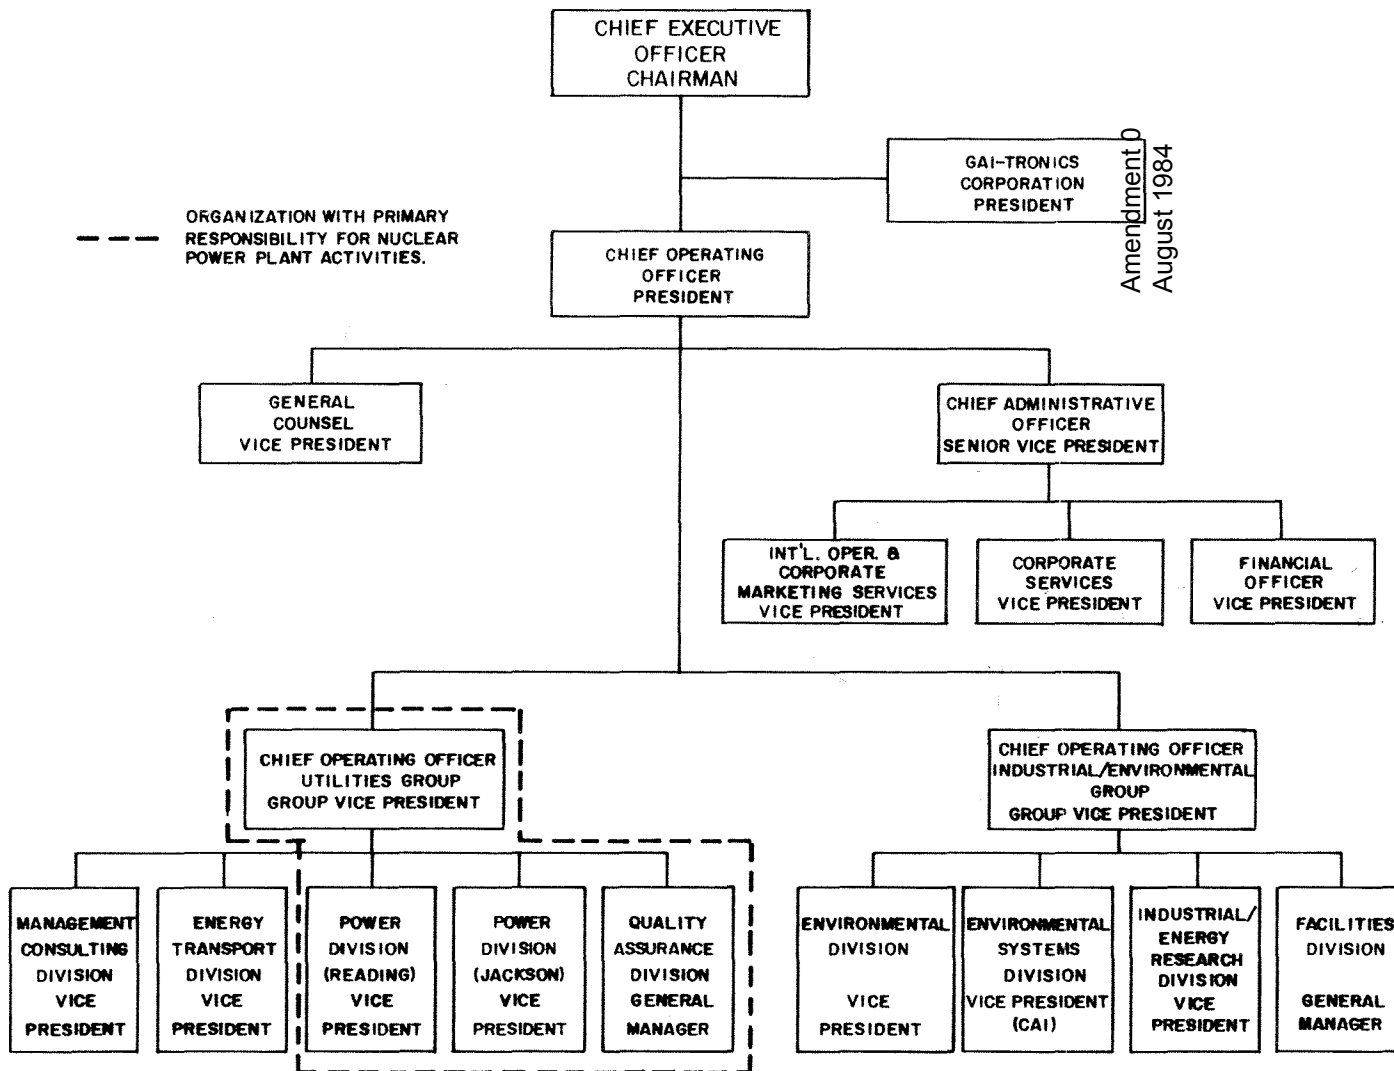 CHIEF EXECUTIVE
OFFICER
CHAIRMAN
GAI-TRONICS
CORPORATION
PRESIDENT
Amendment 0
August 1984
ORGANIZATION WITH PRIMARY
RESPONSIBILITY FOR NUCLEAR
POWER PLANT ACTIVITIES.
CHIEF OPERATING
OFFICER
PRESIDENT
GENERAL
COUNSEL
VICE PRESIDENT
CHIEF ADMINISTRATIVE
OFFICER
SENIOR VICE PRESIDENT
INT'L. OPER. &
CORPORATE
MARKETING SERVICES
VICE PRESIDENT
CORPORATE
SERVICES
VICE PRESIDENT
FINANCIAL
OFFICER
VICE PRESIDENT
CHIEF OPERATING OFFICER
UTILITIES GROUP
GROUP VICE PRESIDENT
CHIEF OPERATING OFFICER
INDUSTRIAL/ENVIRONMENTAL
GROUP
GROUP VICE PRESIDENT
MANAGEMENT
CONSULTING
DIVISION
VICE
PRESIDENT
ENERGY
TRANSPORT
DIVISION
VICE
PRESIDENT
POWER
DIVISION
(READING)
VICE
PRESIDENT
POWER
DIVISION
(JACKSON)
VICE
PRESIDENT
QUALITY
ASSURANCE
DIVISION
GENERAL
MANAGER
ENVIRONMENTAL
DIVISION
VICE
PRESIDENT
ENVIRONMENTAL
SYSTEMS
DIVISION
VICE PRESIDENT
(CAI)
INDUSTRIAL/
ENERGY
RESEARCH
DIVISION
VICE
PRESIDENT
FACILITIES
DIVISION
GENERAL
MANAGER